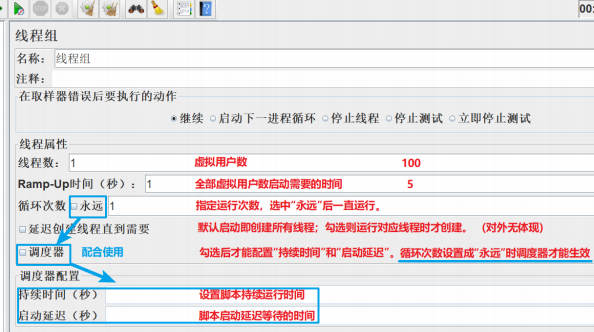 00:
线程组
名称: 线程组
注释:
在取样器错误后要执行的动作
继续 启动下一进程循环 停止线程 停止测试 立即停止测试
线程属性
线程数: 1 虚拟用户数 100
Ramp-Up时间（秒）: 1 全部虚拟用户数启动需要的时间 5
循环次数 永远 1 指定运行次数，选中“永远”后一直运行。
延迟创建线程直到需要 默认启动即创建所有线程；勾选则运行对应线程时才创建。（对外无体现）
调度器 配合使用 勾选后才能配置“持续时间”和“启动延迟”。循环次数设置成“永远”时调度器才能生效
调度器配置
持续时间（秒） 设置脚本持续运行时间
启动延迟（秒） 脚本启动延迟等待的时间